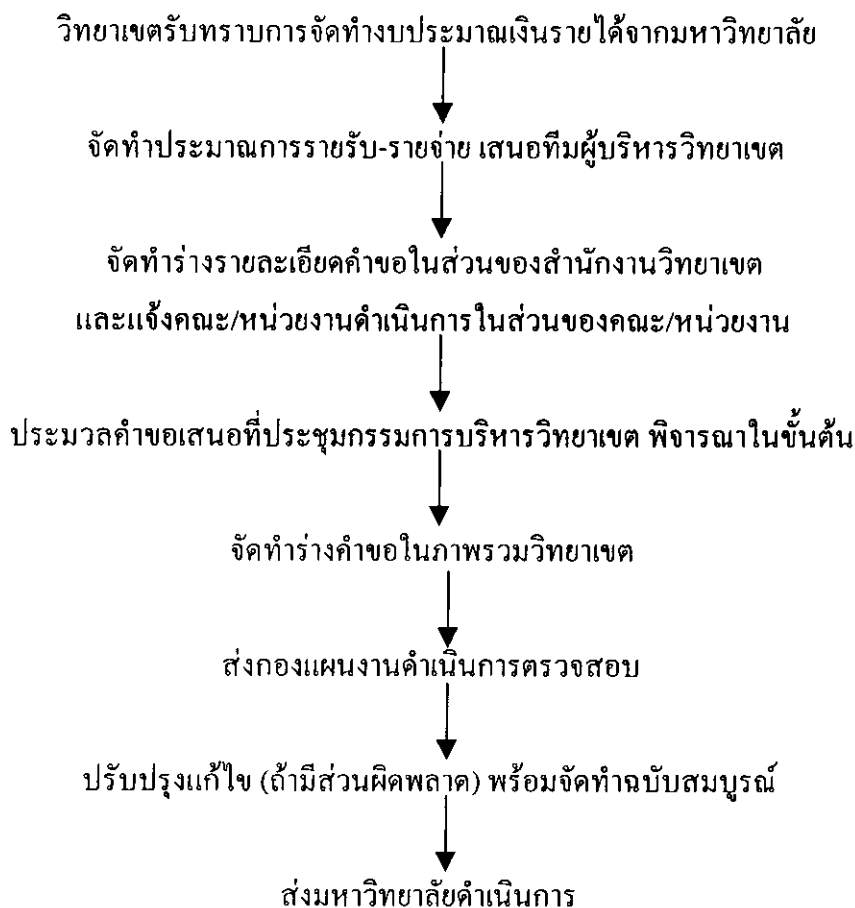 วิทยาเขตรับทราบการจัดทำงบประมาณเงินรายได้จากมหาวิทยาลัย
จัดทำประมาณการรายรับ-รายจ่าย เสนอทีมผู้บริหารวิทยาเขต
จัดทำร่างรายละเอียดคำขอในส่วนของสำนักงานวิทยาเขต
และแจ้งคณะ/หน่วยงานดำเนินการในส่วนของคณะ/หน่วยงาน
ประมวลคำขอเสนอที่ประชุมกรรมการบริหารวิทยาเขต พิจารณาในขั้นต้น
จัดทำร่างคำขอในภาพรวมวิทยาเขต
ส่งกองแผนงานดำเนินการตรวจสอบ
ปรับปรุงแก้ไข (ถ้ามีส่วนผิดพลาด) พร้อมจัดทำฉบับสมบูรณ์
ส่งมหาวิทยาลัยดำเนินการ